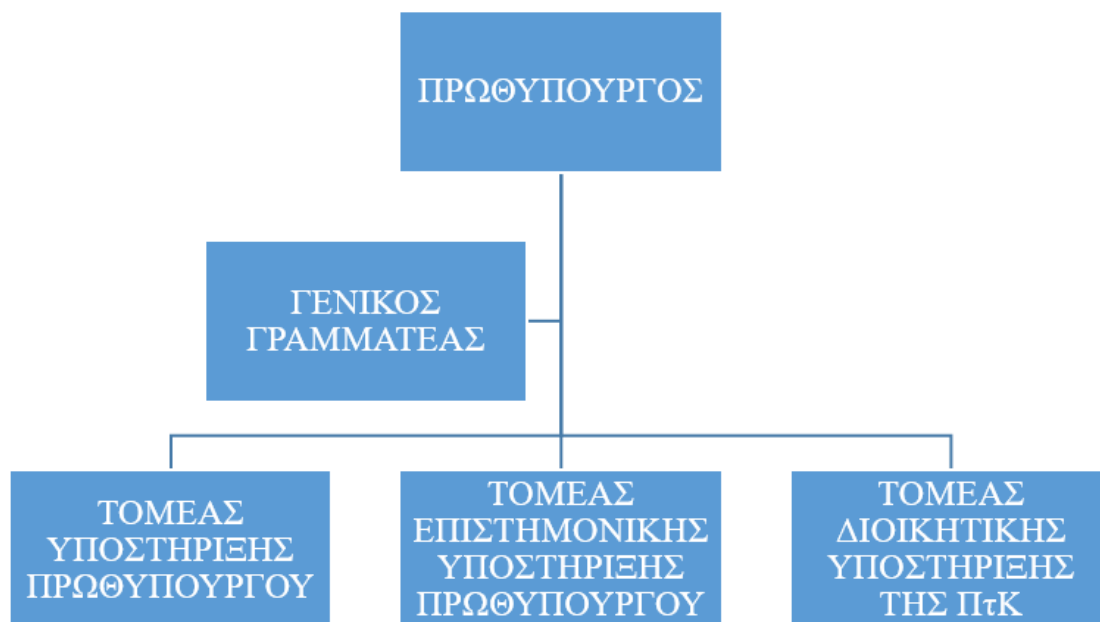 ΠΡΩΘΥΠΟΥΡΓΟΣ
ΓΕΝΙΚΟΣ
ΓΡΑΜΜΑΤΕΑΣ
ΤΟΜΕΑΣ
ΥΠΟΣΤΗΡΙΞΗΣ
ΠΡΩΘΥΠΟΥΡΓΟΥ
ΤΟΜΕΑΣ
ΕΠΙΣΤΗΜΟΝΙΚΗΣ
ΥΠΟΣΤΗΡΙΞΗΣ
ΠΡΩΘΥΠΟΥΡΓΟΥ
ΤΟΜΕΑΣ
ΔΙΟΙΚΗΤΙΚΗΣ
ΥΠΟΣΤΗΡΙΞΗΣ
ΤΗΣ ΠτΚ